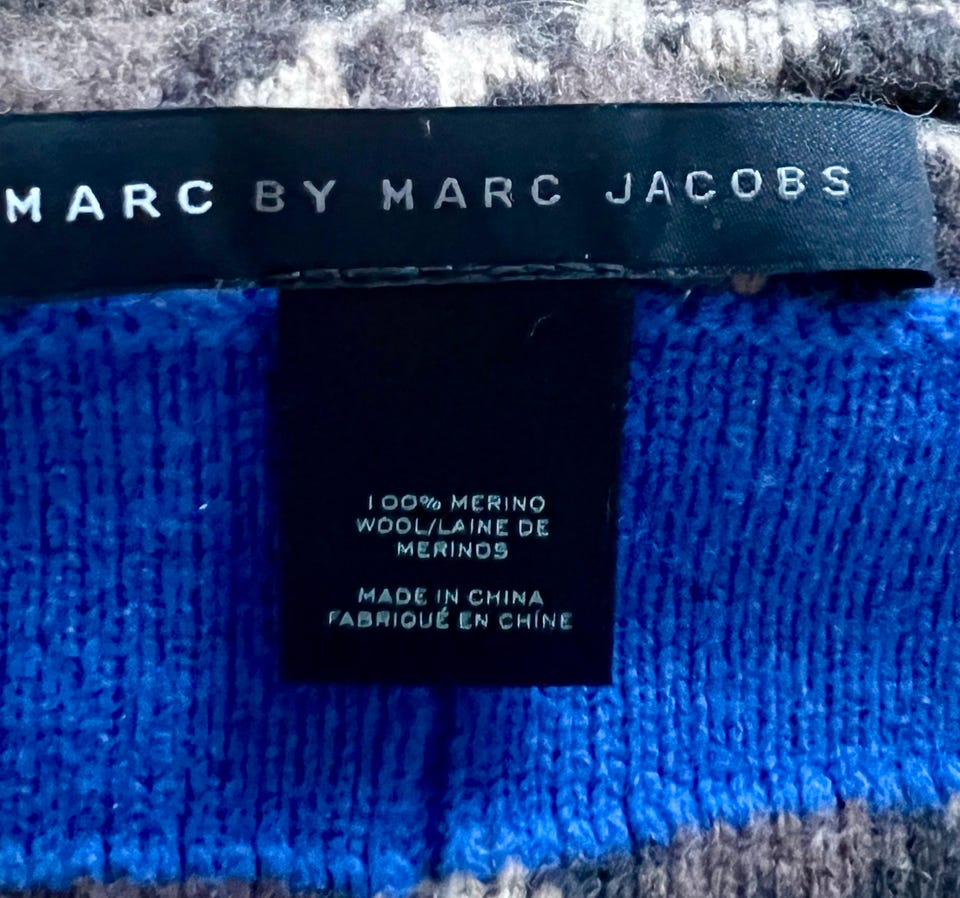 MARC BY MARC JACOBS
100% MERINO
WOOL/LAINE DE
MERINOS
MADE IN CHINA
FABRIQUÉ EN CHINE